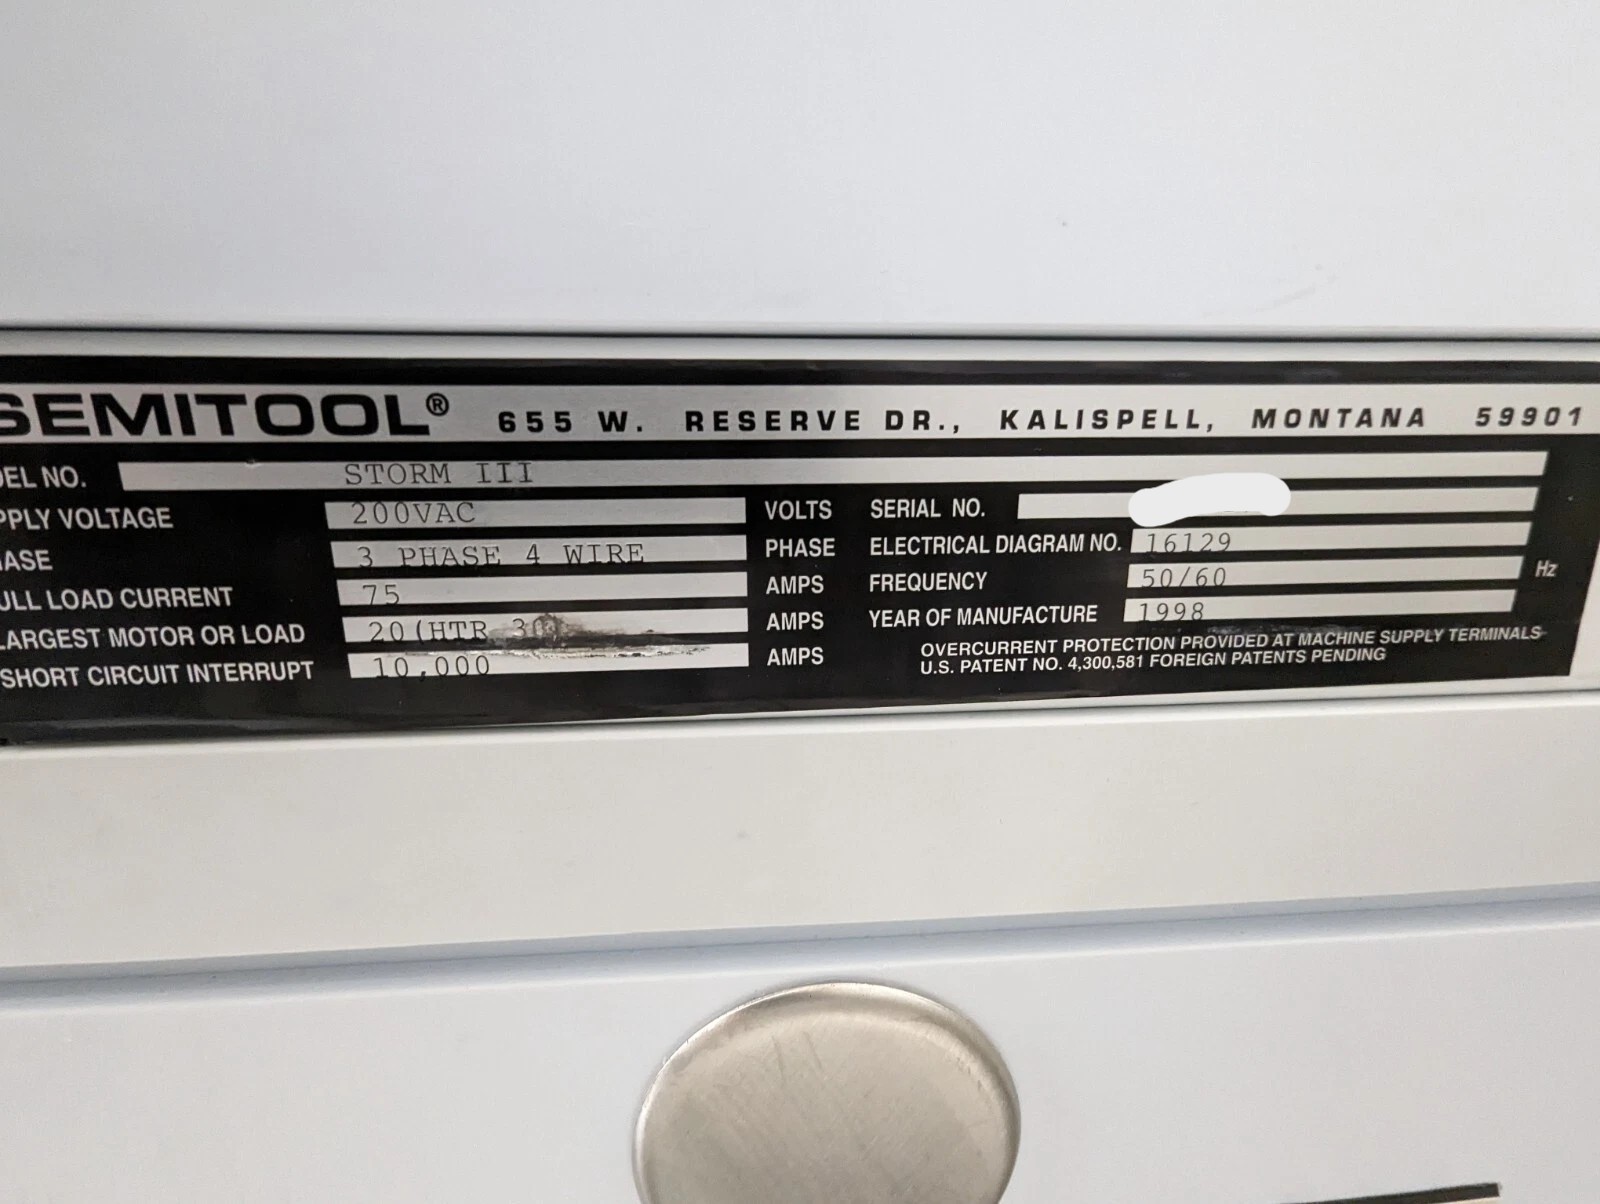 SEMITOOL® 655 W. RESERVE DR., KALISPELL, MONTANA 59901
DEL NO. STORM III
PPLY VOLTAGE 200VAC VOLTS SERIAL NO.
ASE 3 PHASE 4 WIRE PHASE ELECTRICAL DIAGRAM NO. 16129
ULL LOAD CURRENT 75 AMPS FREQUENCY 50/60 Hz
LARGEST MOTOR OR LOAD 20(HTR AMPS YEAR OF MANUFACTURE 1998
SHORT CIRCUIT INTERRUPT 10,000 AMPS OVERCURRENT PROTECTION PROVIDED AT MACHINE SUPPLY TERMINALS
U.S. PATENT NO. 4,300,581 FOREIGN PATENTS PENDING